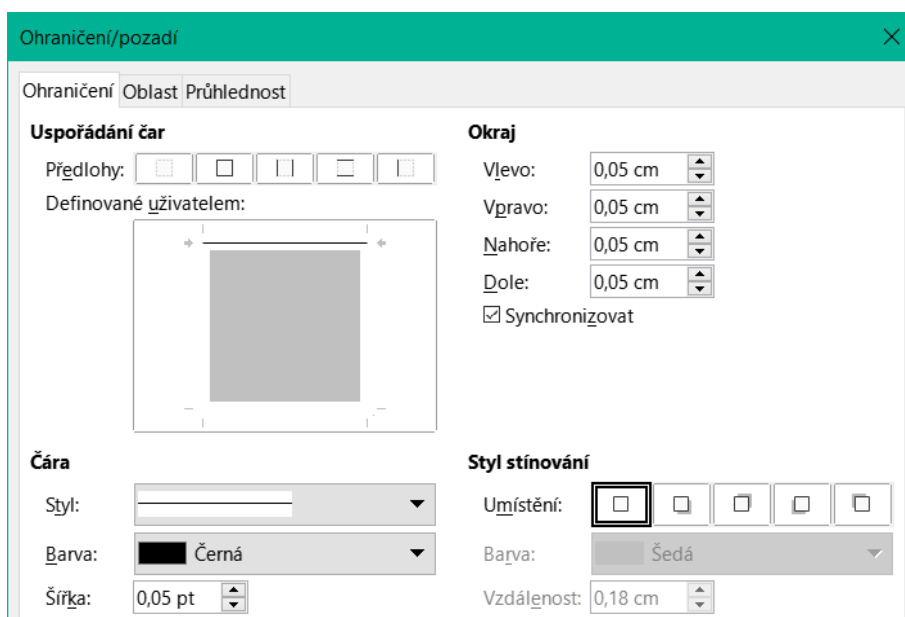 Ohraničení/pozadí
Ohraničení Oblast Průhlednost
Uspořádání čar
Předlohy:
Definované uživatelem:
Okraj
Vlevo: 0,05 cm
Vpravo: 0,05 cm
Nahoře: 0,05 cm
Dole: 0,05 cm
Synchronizovat
Čára
Styl:
Barva: Černá
Šířka: 0,05 pt
Styl stínování
Umístění:
Barva: Šedá
Vzdálenost: 0,18 cm